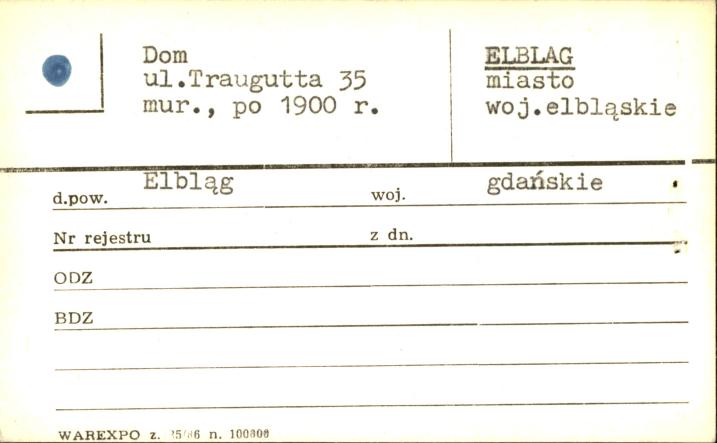 Dom
ul.Traugutta 35
mur., po 1900 r.
ELBLAG
miasto
woj.elbląskie
d.pow. Elbląg woj. gdańskie
Nr rejestru z dn.
ODZ
BDZ
WAREXPO z. n.